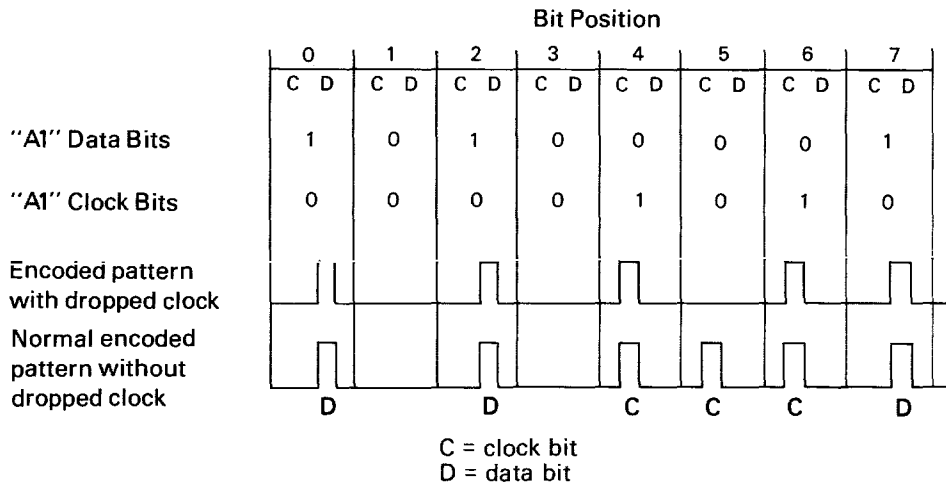 Bit Position
0 1 2 3 4 5 6 7
C D C D C D C D C D C D C D C D
"A1" Data Bits 1 0 1 0 0 0 0 1
"A1" Clock Bits 0 0 0 0 1 0 1 0
Encoded pattern
with dropped clock
Normal encoded
pattern without
dropped clock
D D C C C D
C = clock bit
D = data bit